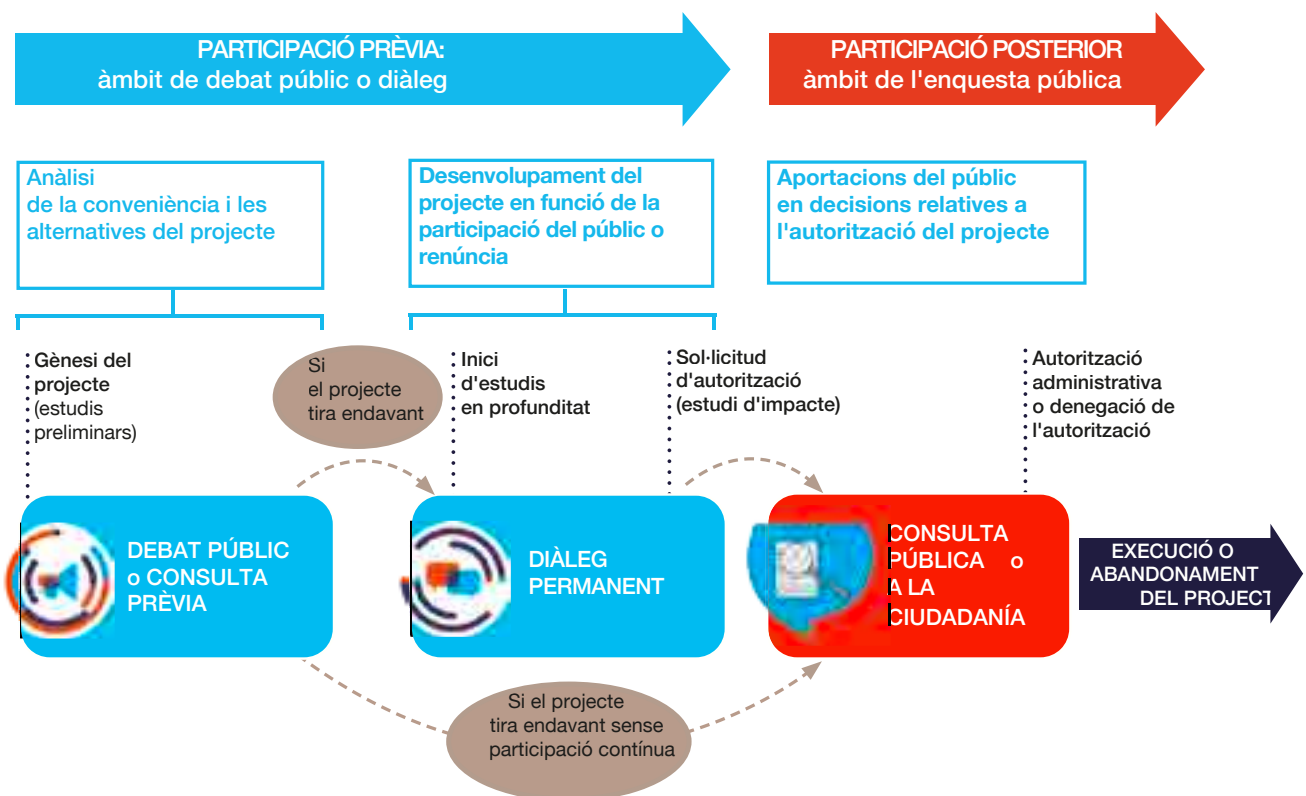 PARTICIPACIÓ PRÈVIA:
àmbit de debat públic o diàleg
PARTICIPACIÓ POSTERIOR
àmbit de l'enquesta pública
Anàlisi
de la conveniència i les
alternatives del projecte
Desenvolupament del
projecte en funció de la
participació del públic o
renúncia
Aportacions del públic
en decisions relatives a
l'autorització del projecte
Gènesi del
projecte
(estudis
preliminars)
Si
el projecte
tira endavant
Inici
d'estudis
en profunditat
Sol·licitud
d'autorització
(estudi d'impacte)
Autorització
administrativa
o denegació de
l'autorització
DEBAT PÚBLIC
o CONSULTA
PRÈVIA
DIÀLEG
PERMANENT
CONSULTA
PÚBLICA o
A LA
CIUDADANÍA
EXECUCIÓ O
ABANDONAMENT
DEL PROJECT
Si el projecte
tira endavant sense
participació contínua